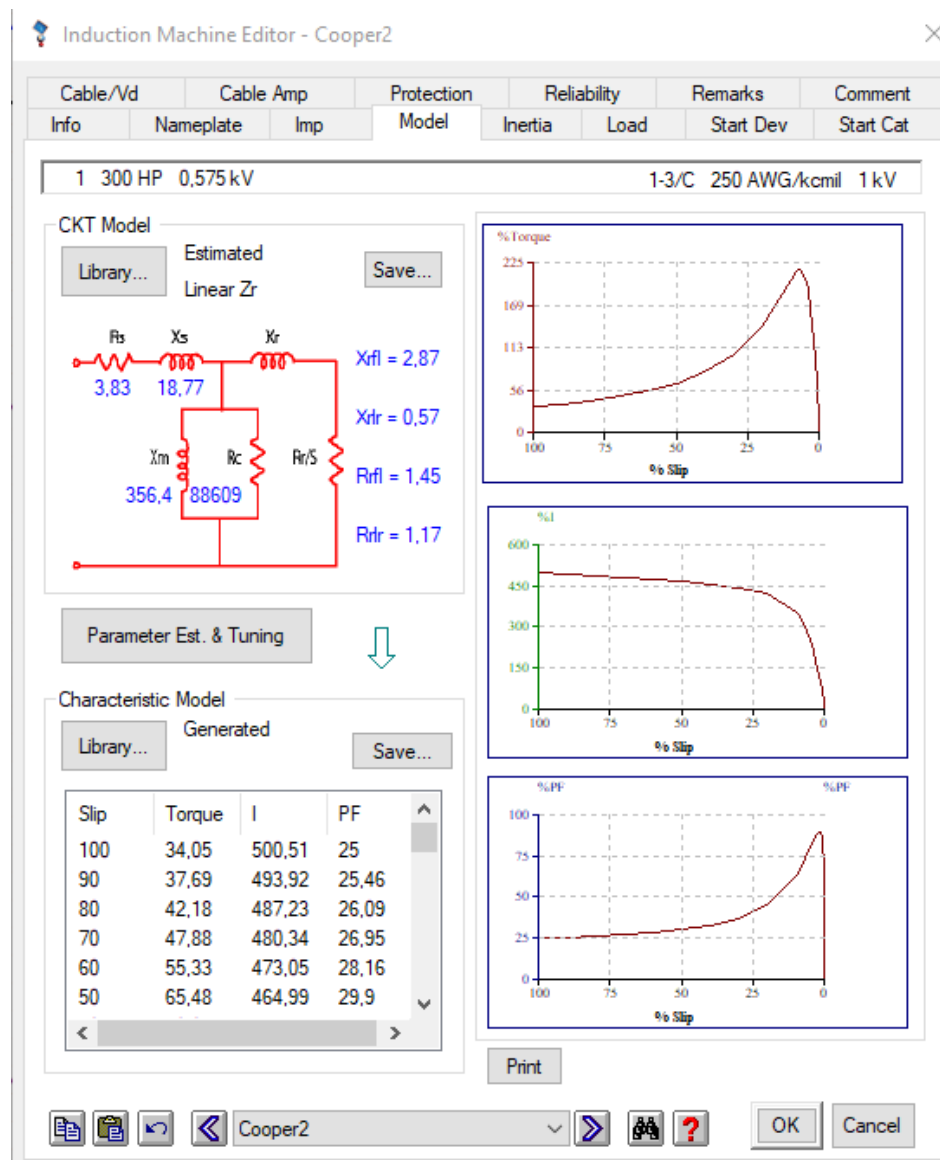 Induction Machine Editor - Cooper2
Cable/Vd Cable Amp Protection Reliability Remarks Comment
Info Nameplate Imp Model Inertia Load Start Dev Start Cat
1 300 HP 0,575 kV 1-3/C 250 AWG/kcmil 1 kV
CKT Model
Library... Estimated Save...
Linear Zr
Rs Xs Xr
3,83 18,77
Xrfl = 2,87
Xrlr = 0,57
Xm Rc Rr/S
Rrfl = 1,45
356,4 88609
Rrlr = 1,17
Parameter Est. & Tuning
Characteristic Model
Library... Generated Save...
Slip Torque I PF
100 34,05 500,51 25
90 37,69 493,92 25,46
80 42,18 487,23 26,09
70 47,88 480,34 26,95
60 55,33 473,05 28,16
50 65,48 464,99 29,9
%Torque
225
169
113
56
0
100 75 50 25 0
% Slip
%I
600
450
300
150
0
100 75 50 25 0
% Slip
%PF %PF
100
75
50
25
0
100 75 50 25 0
% Slip
Print
Cooper2 ? OK Cancel